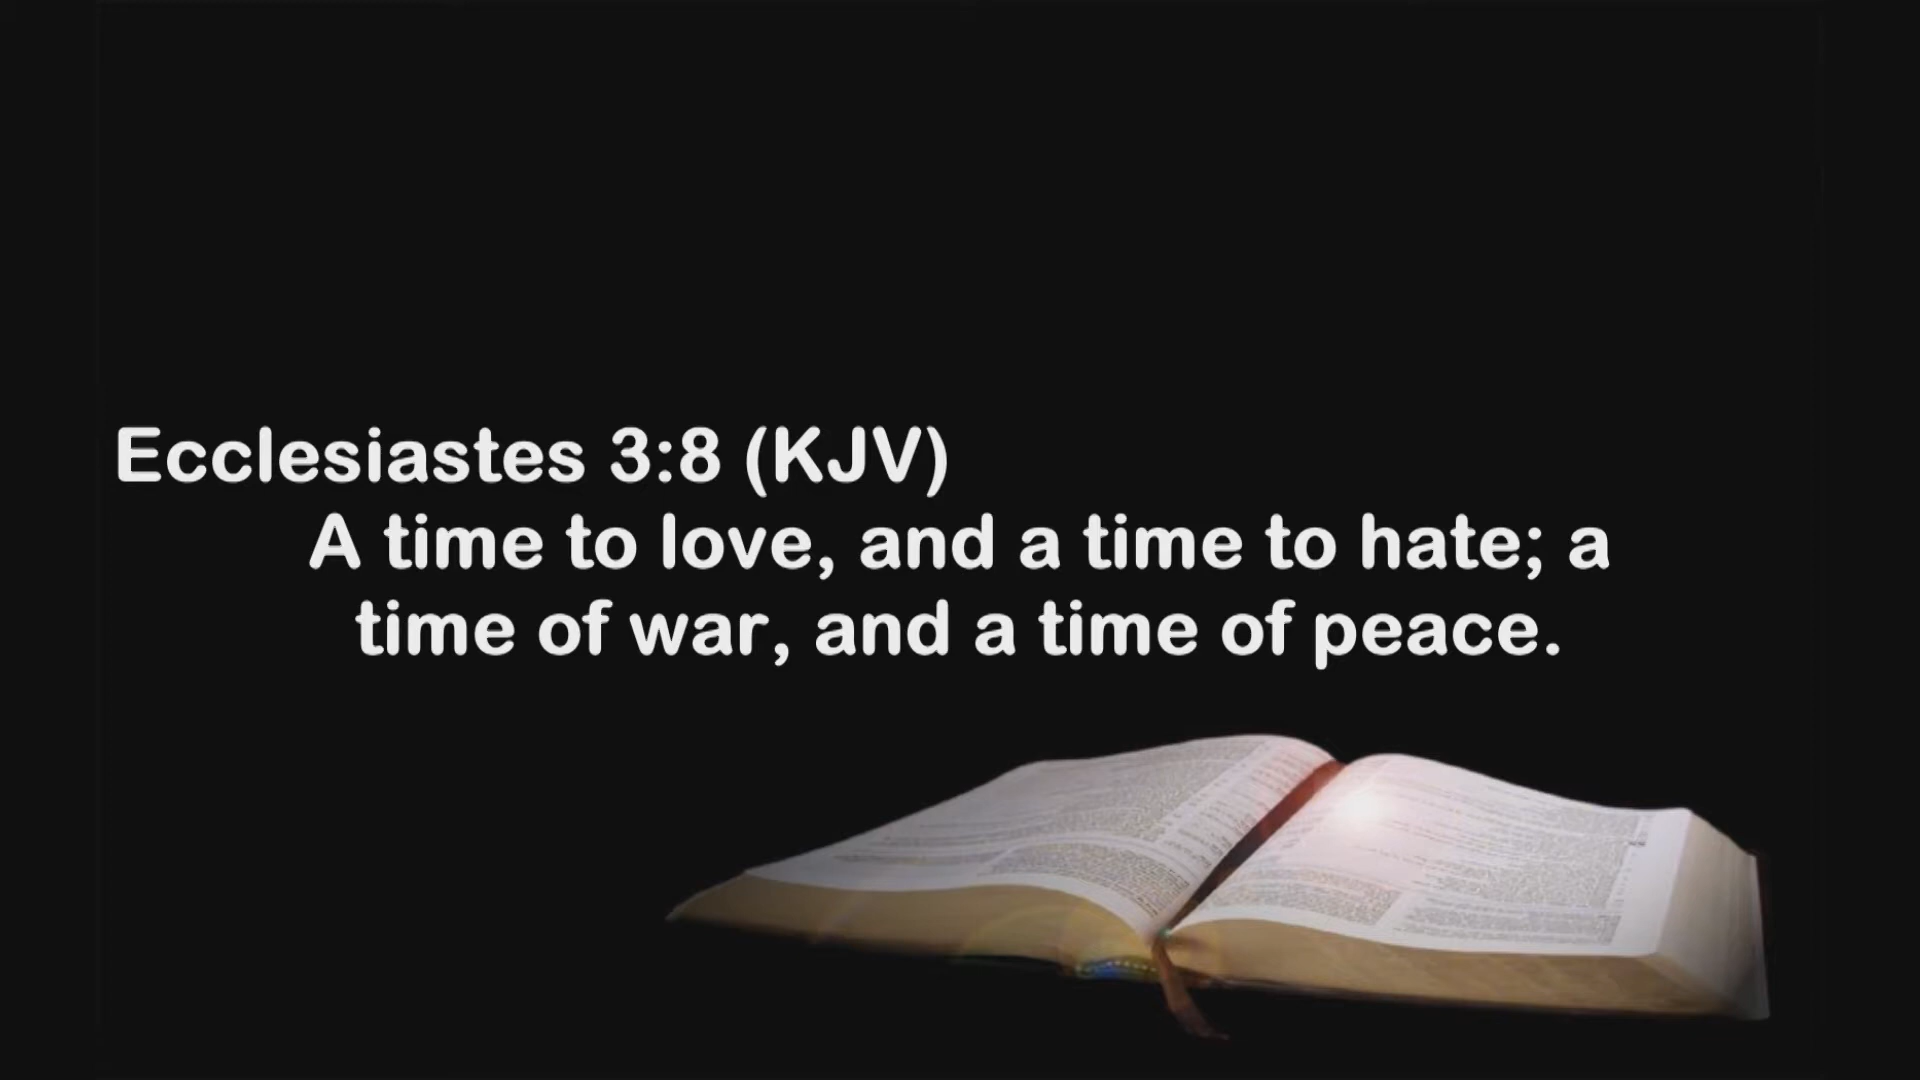 Ecclesiastes 3:8 (KJV)
A time to love, and a time to hate; a
time of war, and a time of peace.